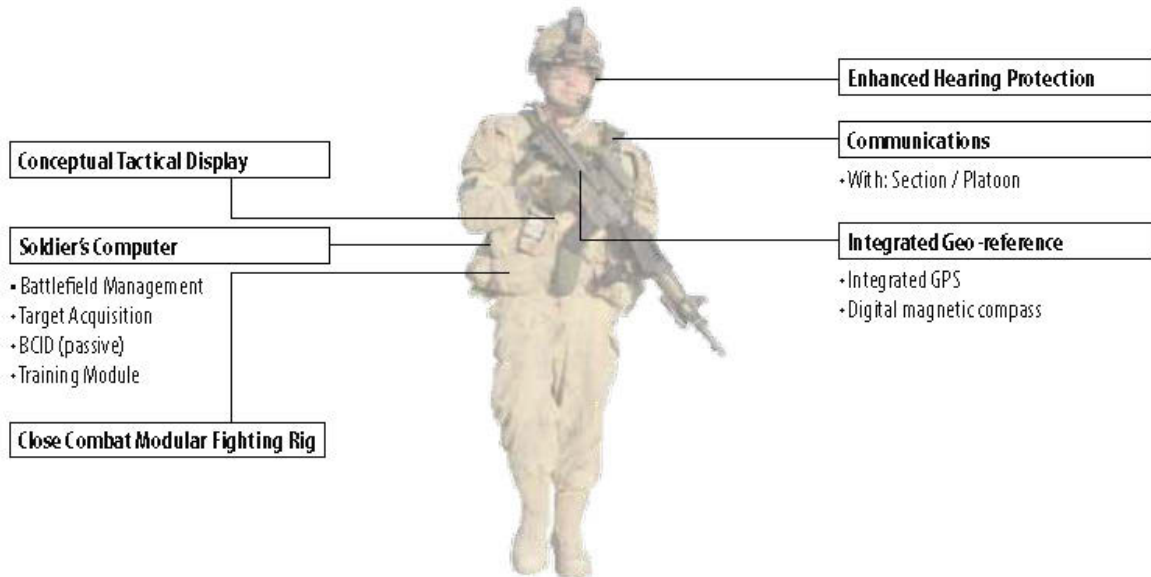 Conceptual Tactical Display
Soldier's Computer
▪ Battlefield Management
•Target Acquisition
•BCID (passive)
•Training Module
Close Combat Modular Fighting Rig
Enhanced Hearing Protection
Communications
•With: Section / Platoon
Integrated Geo-reference
•Integrated GPS
•Digital magnetic compass